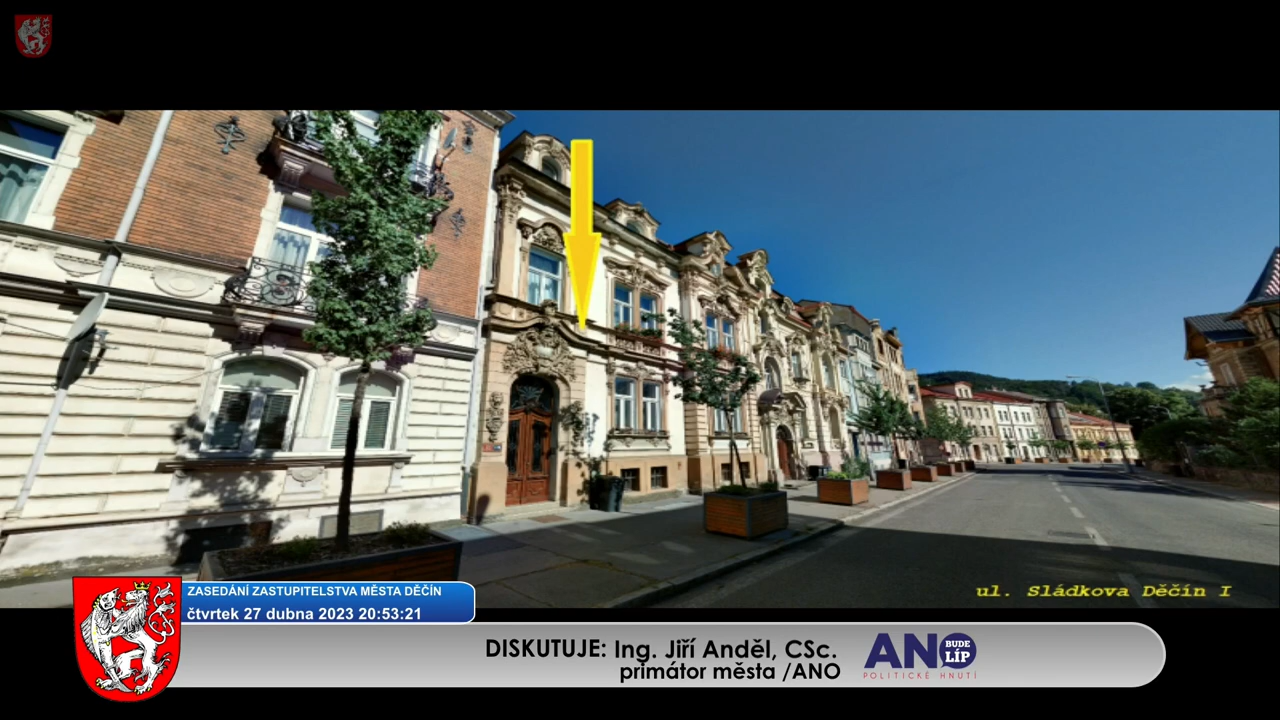 ul. Sládkova Děčín I
ZASEDÁNÍ ZASTUPITELSTVA MĚSTA DĚČÍN
čtvrtek 27 dubna 2023 20:53:21
DISKUTUJE: Ing. Jiří Anděl, CSc.
primátor města /ANO
ANO BUDE LÍP
POLITICKÉ HNUTÍ